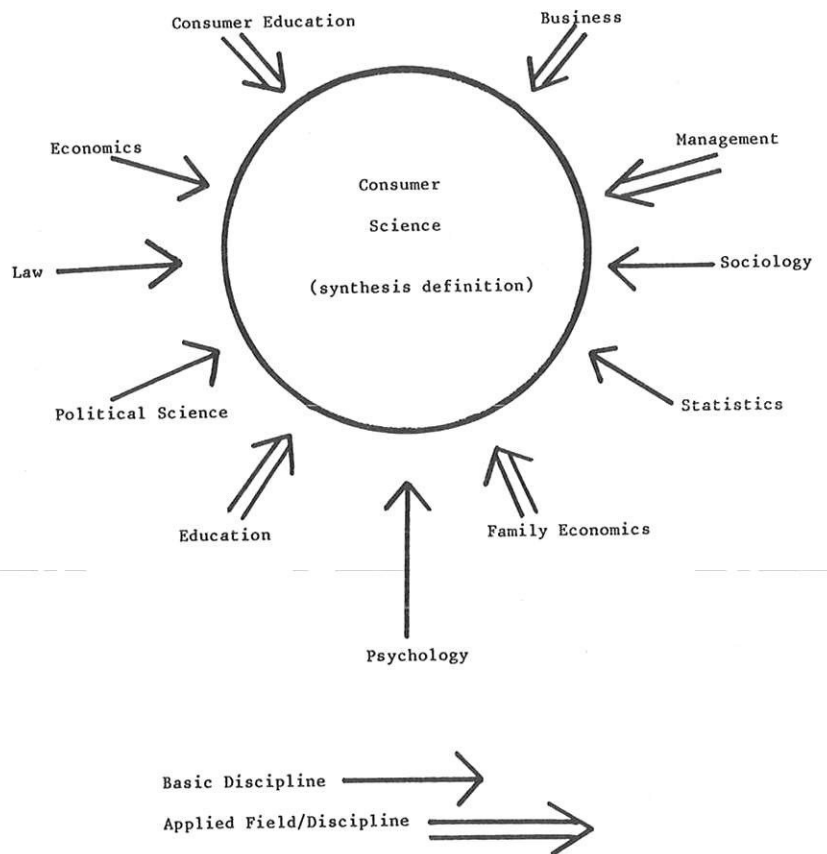 Consumer Education
Business
Economics
Management
Consumer
Science
(synthesis definition)
Law
Sociology
Political Science
Statistics
Education
Family Economics
Psychology
Basic Discipline
Applied Field/Discipline